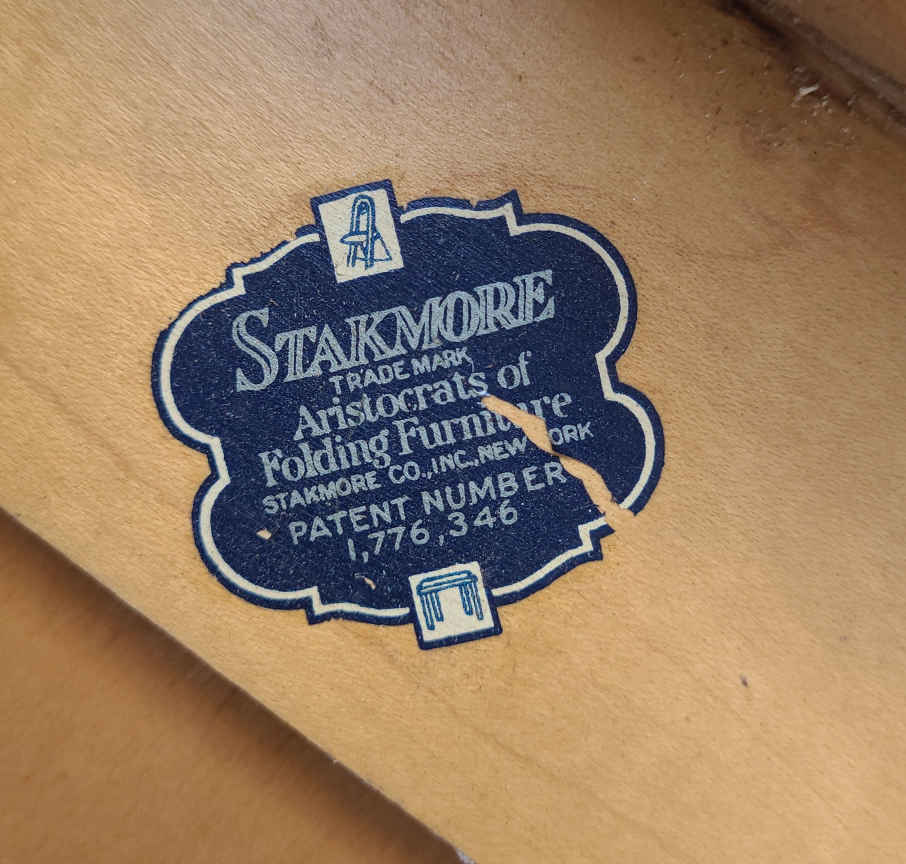 STAKMORE
TRADE MARK
Aristocrats of
Folding Furniture
STAKMORE CO., INC., NEW YORK
PATENT NUMBER
1,776,346